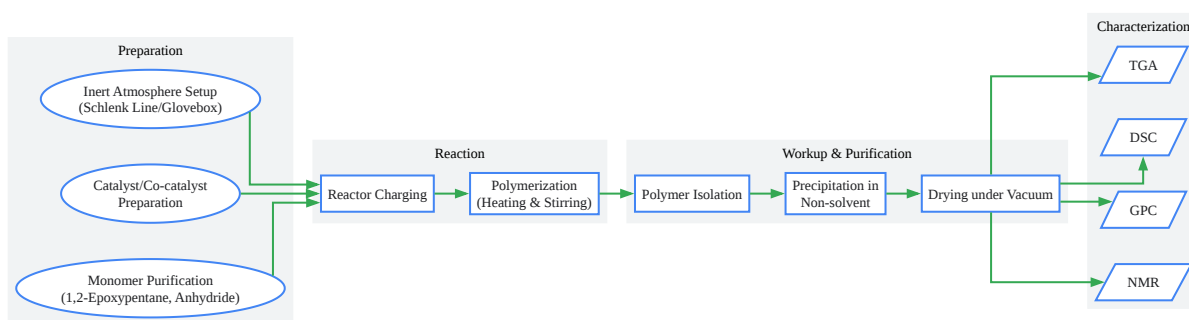 Preparation
Inert Atmosphere Setup
(Schlenk Line/Glovebox)
Catalyst/Co-catalyst
Preparation
Monomer Purification
(1,2-Epoxypentane, Anhydride)
Reaction
Reactor Charging
Polymerization
(Heating & Stirring)
Workup & Purification
Polymer Isolation
Precipitation in
Non-solvent
Drying under Vacuum
Characterization
TGA
DSC
GPC
NMR